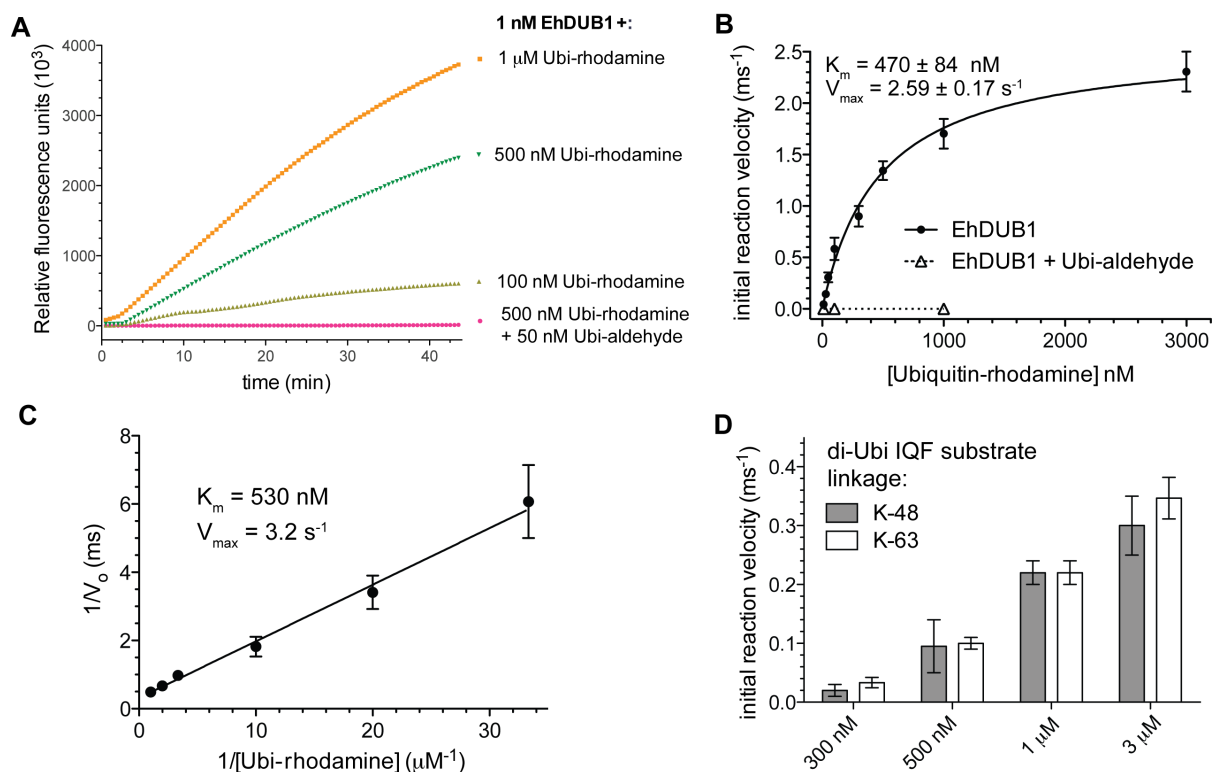 A
1 nM EhDUB1 +:
4000
3000
2000
1000
0
Relative fluorescence units (10³)
0
10
20
30
40
time (min)
1 μM Ubi-rhodamine
500 nM Ubi-rhodamine
100 nM Ubi-rhodamine
500 nM Ubi-rhodamine
+ 50 nM Ubi-aldehyde
B
Kₘ = 470 ± 84 nM
Vₘₐₓ = 2.59 ± 0.17 s⁻¹
2.5
2.0
1.5
1.0
0.5
0.0
initial reaction velocity (ms⁻¹)
EhDUB1
EhDUB1 + Ubi-aldehyde
0
1000
2000
3000
[Ubiquitin-rhodamine] nM
C
Kₘ = 530 nM
Vₘₐₓ = 3.2 s⁻¹
8
6
4
2
0
1/Vₒ (ms)
0
10
20
30
1/[Ubi-rhodamine] (μM⁻¹)
D
di-Ubi IQF substrate
linkage:
K-48
K-63
0.4
0.3
0.2
0.1
0.0
initial reaction velocity (ms⁻¹)
300 nM
500 nM
1 μM
3 μM